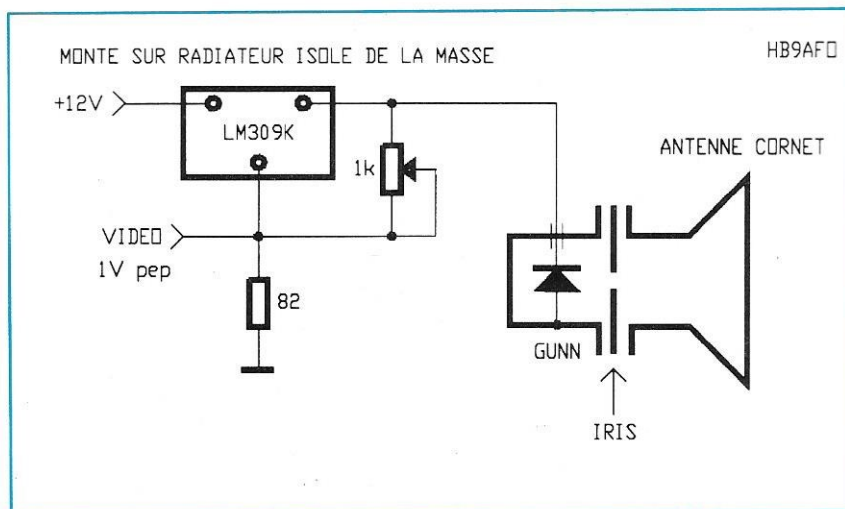 MONTE SUR RADIATEUR ISOLE DE LA MASSE
HB9AFO
+12V
LM309K
ANTENNE CORNET
1k
VIDEO
1V pep
82
GUNN
IRIS